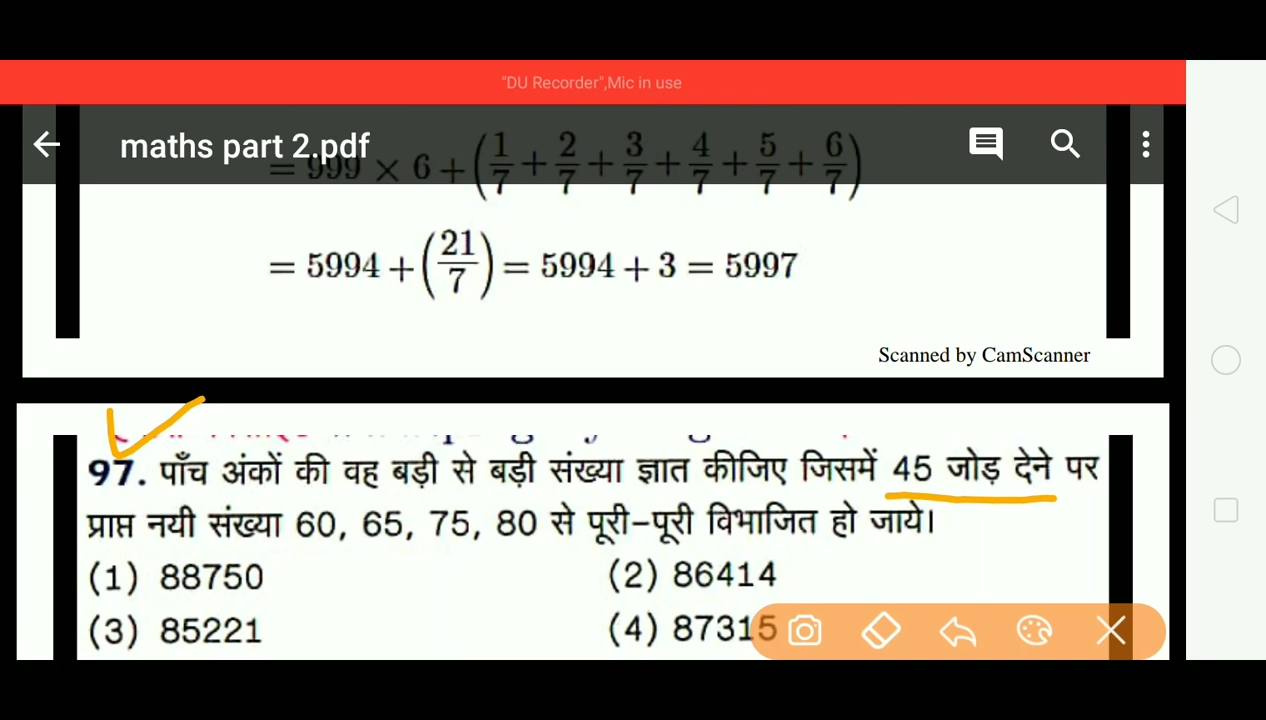 "DU Recorder",Mic in use
maths part 2.pdf
= 999 × 6 + (1/7 + 2/7 + 3/7 + 4/7 + 5/7 + 6/7)
= 5994 + (21/7) = 5994 + 3 = 5997
Scanned by CamScanner
97. पाँच अंकों की वह बड़ी से बड़ी संख्या ज्ञात कीजिए जिसमें 45 जोड़ देने पर
प्राप्त नयी संख्या 60, 65, 75, 80 से पूरी-पूरी विभाजित हो जाये।
(1) 88750 (2) 86414
(3) 85221 (4) 87315